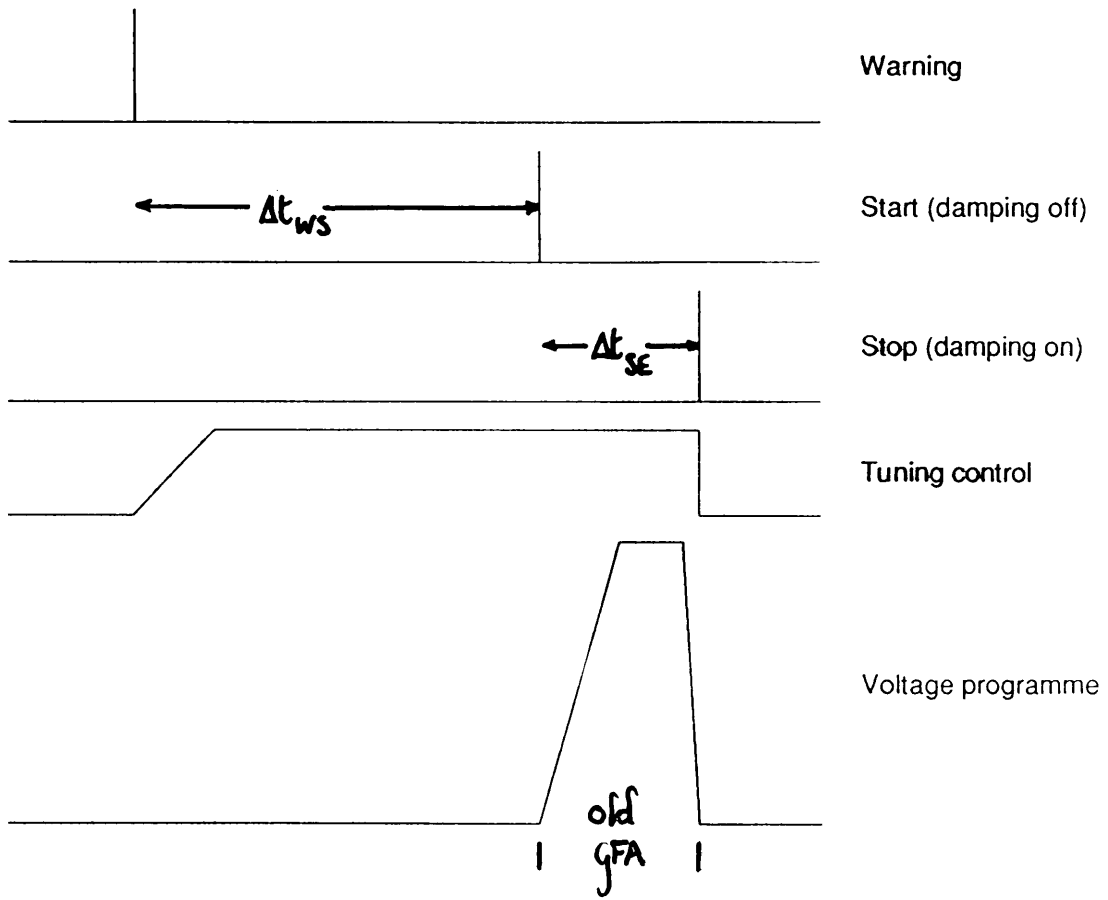 Warning
Δt_WS
Start (damping off)
Δt_SE
Stop (damping on)
Tuning control
Voltage programme
old
GFA